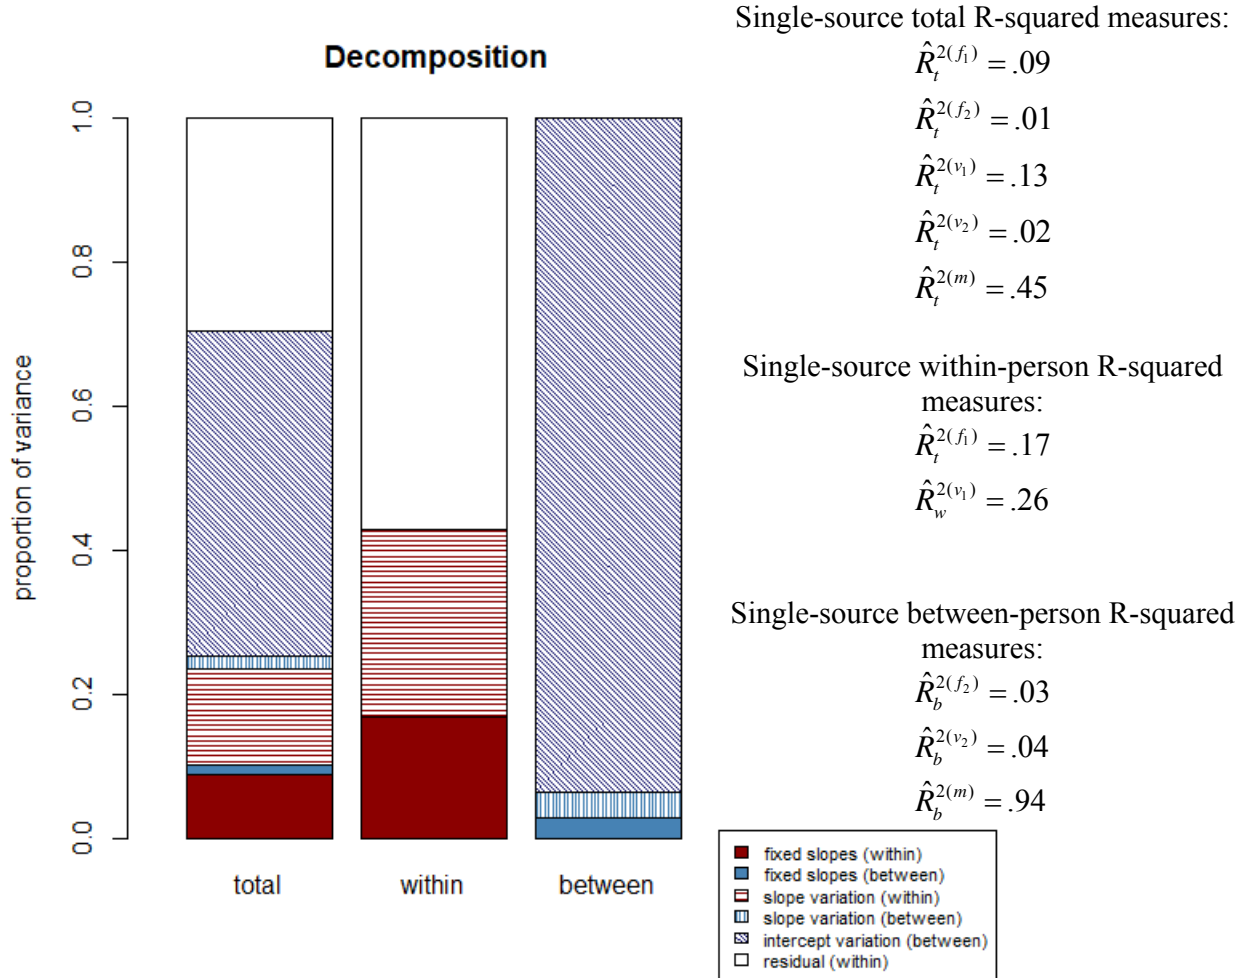 Decomposition
proportion of variance
1.0
0.8
0.6
0.4
0.2
0.0
total within between
Single-source total R-squared measures:
R̂ₜ²⁽ᶠ₁⁾ = .09
R̂ₜ²⁽ᶠ₂⁾ = .01
R̂ₜ²⁽ᵛ₁⁾ = .13
R̂ₜ²⁽ᵛ₂⁾ = .02
R̂ₜ²⁽ᵐ⁾ = .45
Single-source within-person R-squared
measures:
R̂ₜ²⁽ᶠ₁⁾ = .17
R̂_w²⁽ᵛ₁⁾ = .26
Single-source between-person R-squared
measures:
R̂_b²⁽ᶠ₂⁾ = .03
R̂_b²⁽ᵛ₂⁾ = .04
R̂_b²⁽ᵐ⁾ = .94
fixed slopes (within)
fixed slopes (between)
slope variation (within)
slope variation (between)
intercept variation (between)
residual (within)